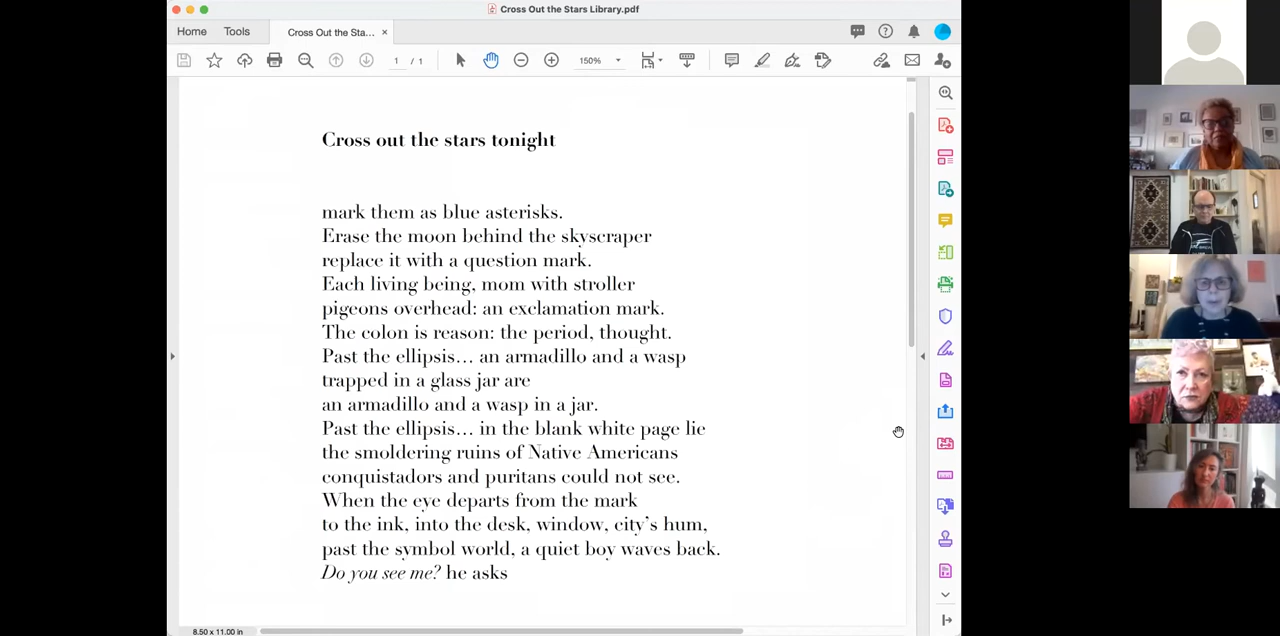 Cross Out the Stars Library.pdf
Home Tools Cross Out the Sta... ×
1 / 1 150%
Cross out the stars tonight
mark them as blue asterisks.
Erase the moon behind the skyscraper
replace it with a question mark.
Each living being, mom with stroller
pigeons overhead: an exclamation mark.
The colon is reason: the period, thought.
Past the ellipsis... an armadillo and a wasp
trapped in a glass jar are
an armadillo and a wasp in a jar.
Past the ellipsis... in the blank white page lie
the smoldering ruins of Native Americans
conquistadors and puritans could not see.
When the eye departs from the mark
to the ink, into the desk, window, city's hum,
past the symbol world, a quiet boy waves back.
Do you see me? he asks
8.50 x 11.00 in